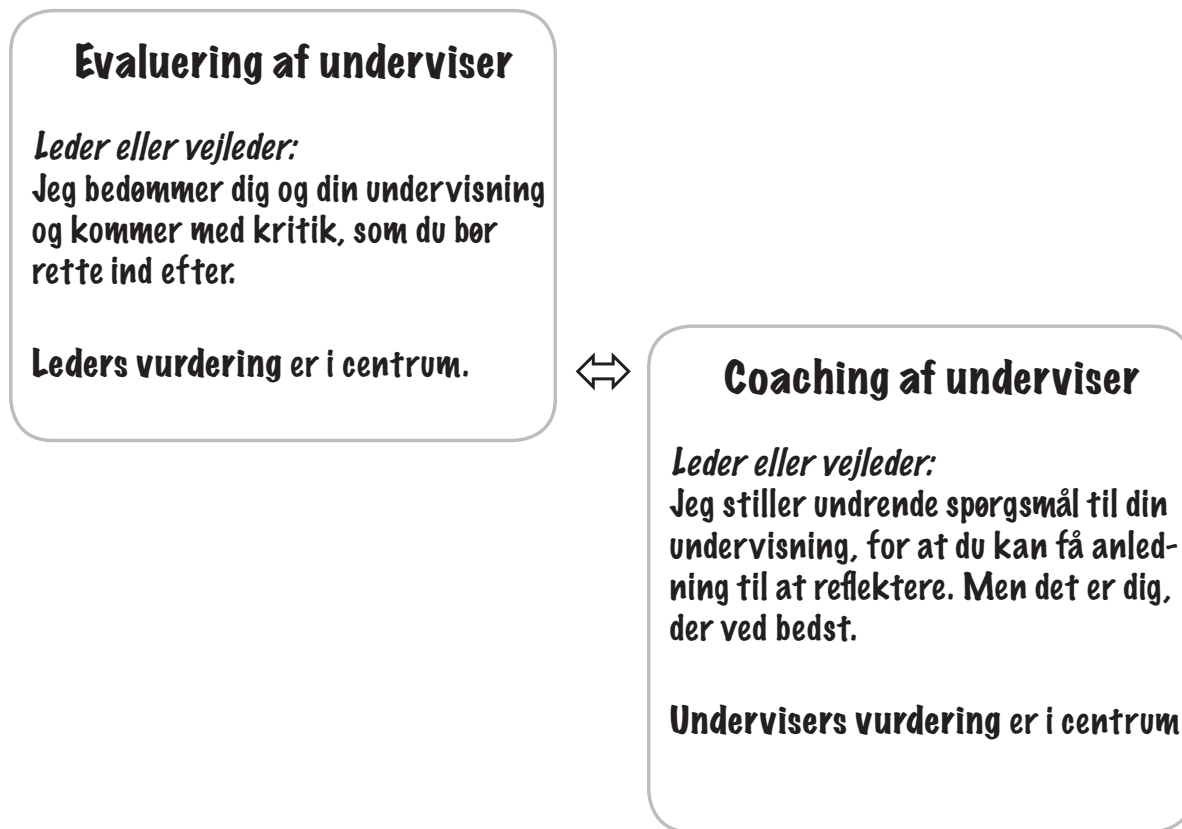 Evaluering af underviser
Leder eller vejleder:
Jeg bedømmer dig og din undervisning
og kommer med kritik, som du bør
rette ind efter.
Leders vurdering er i centrum.
Coaching af underviser
Leder eller vejleder:
Jeg stiller undrende spørgsmål til din
undervisning, for at du kan få anled-
ning til at reflektere. Men det er dig,
der ved bedst.
Undervisers vurdering er i centrum